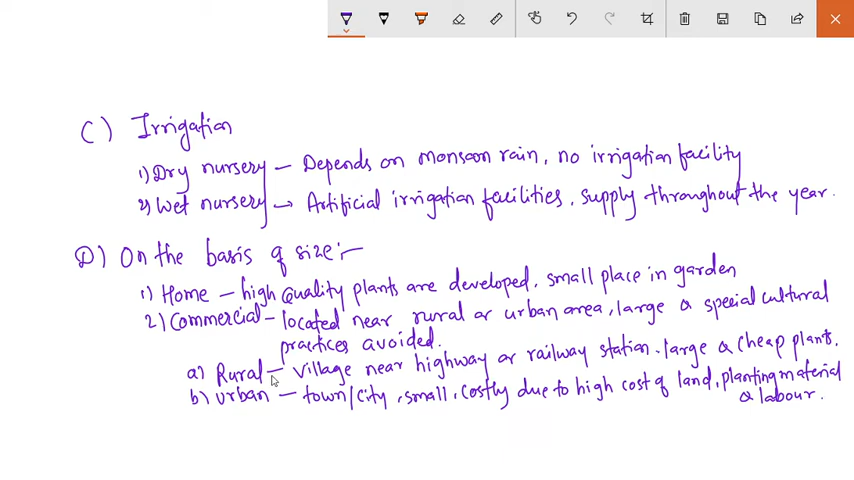 C) Irrigation
1) Dry nursery - Depends on monsoon rain, no irrigation facility
2) Wet nursery → Artificial irrigation facilities, supply throughout the year.
D) On the basis of size:-
1) Home - high quality plants are developed, small place in garden
2) Commercial - located near rural or urban area, large & special cultural
practices avoided.
a) Rural - village near highway or railway station, large & cheap plants.
b) Urban - town/city, small, costly due to high cost of land, planting material
& labour.